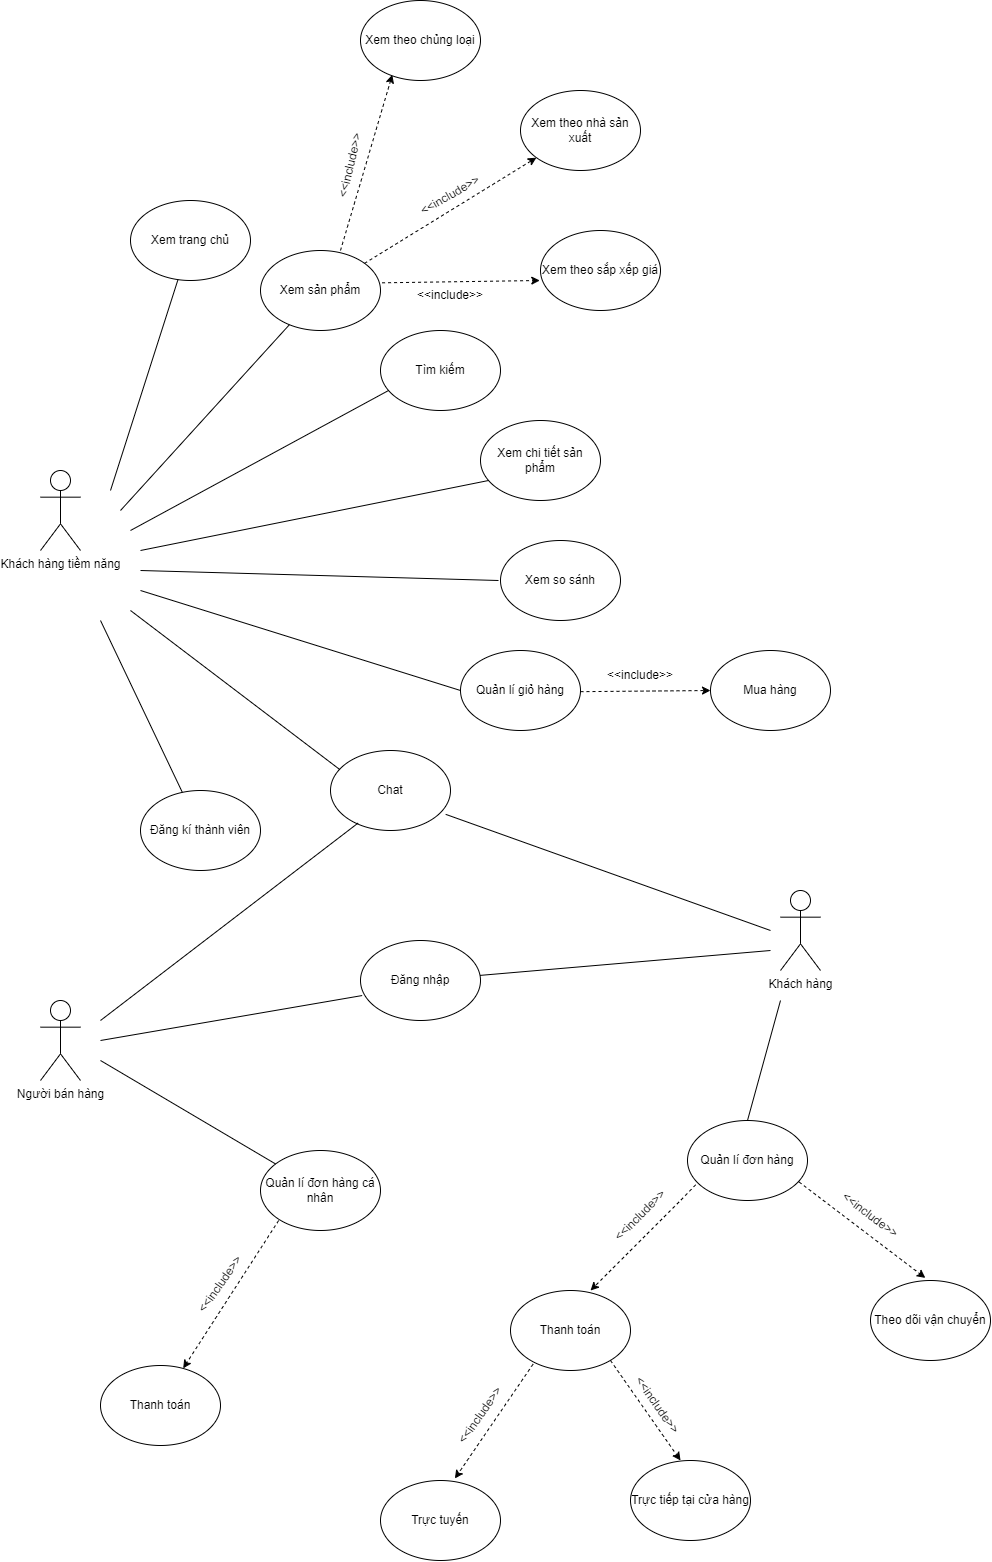 Xem theo chủng loại
Xem theo nhà sản
xuất
<<include>>
<<include>>
Xem trang chủ
Xem sản phẩm
Xem theo sắp xếp giá
<<include>>
Tìm kiếm
Xem chi tiết sản
phẩm
Khách hàng tiềm năng
Xem so sánh
Quản lí giỏ hàng
<<include>>
Mua hàng
Chat
Đăng kí thành viên
Đăng nhập
Khách hàng
Người bán hàng
Quản lí đơn hàng
Quản lí đơn hàng cá
nhân
<<include>>
<<include>>
<<include>>
Thanh toán
Theo dõi vận chuyển
Thanh toán
<<include>>
<<include>>
Trực tuyến
Trực tiếp tại cửa hàng